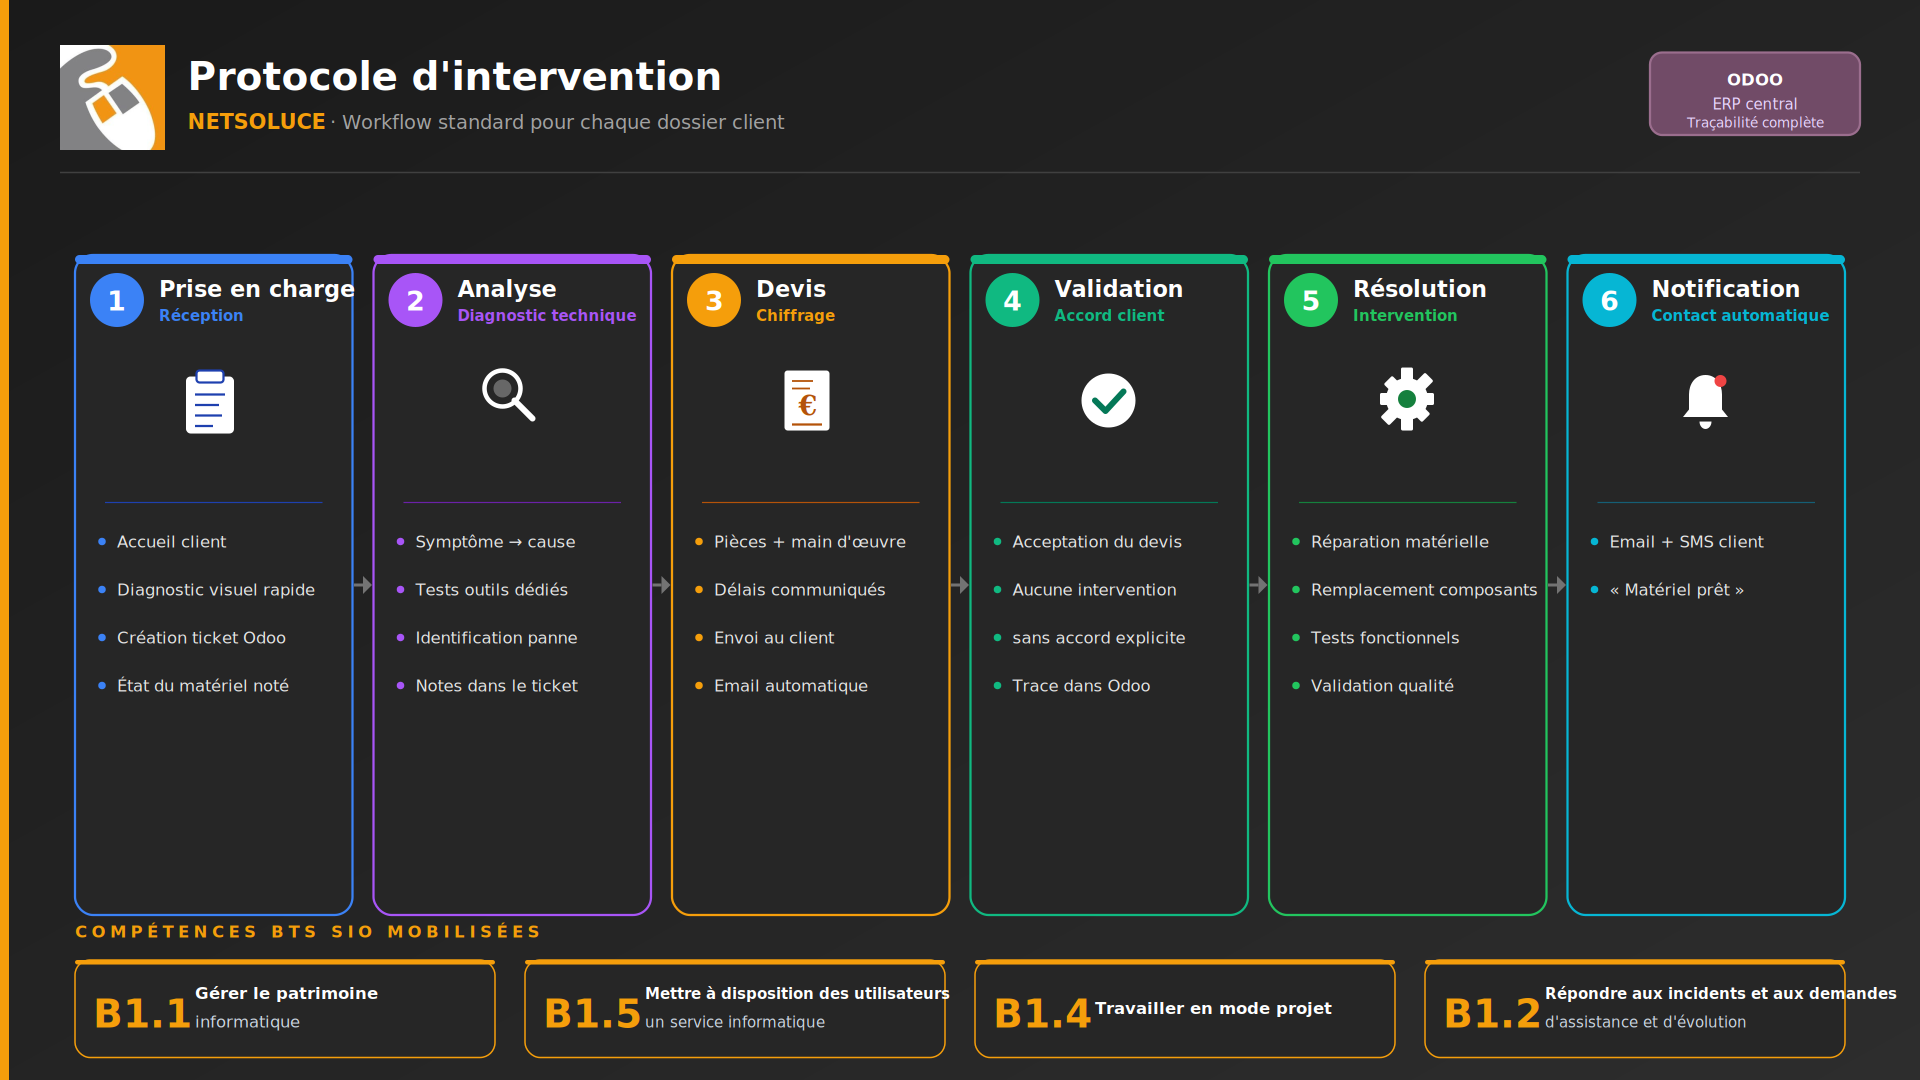 Protocole d'intervention
NETSOLUCE · Workflow standard pour chaque dossier client
ODOO
ERP central
Traçabilité complète
1
Prise en charge
Réception
Accueil client
Diagnostic visuel rapide
Création ticket Odoo
État du matériel noté
2
Analyse
Diagnostic technique
Symptôme → cause
Tests outils dédiés
Identification panne
Notes dans le ticket
3
Devis
Chiffrage
€
Pièces + main d'œuvre
Délais communiqués
Envoi au client
Email automatique
4
Validation
Accord client
Acceptation du devis
Aucune intervention
sans accord explicite
Trace dans Odoo
5
Résolution
Intervention
Réparation matérielle
Remplacement composants
Tests fonctionnels
Validation qualité
6
Notification
Contact automatique
Email + SMS client
« Matériel prêt »
COMPÉTENCES BTS SIO MOBILISÉES
B1.1
Gérer le patrimoine
informatique
B1.5
Mettre à disposition des utilisateurs
un service informatique
B1.4
Travailler en mode projet
B1.2
Répondre aux incidents et aux demandes
d'assistance et d'évolution